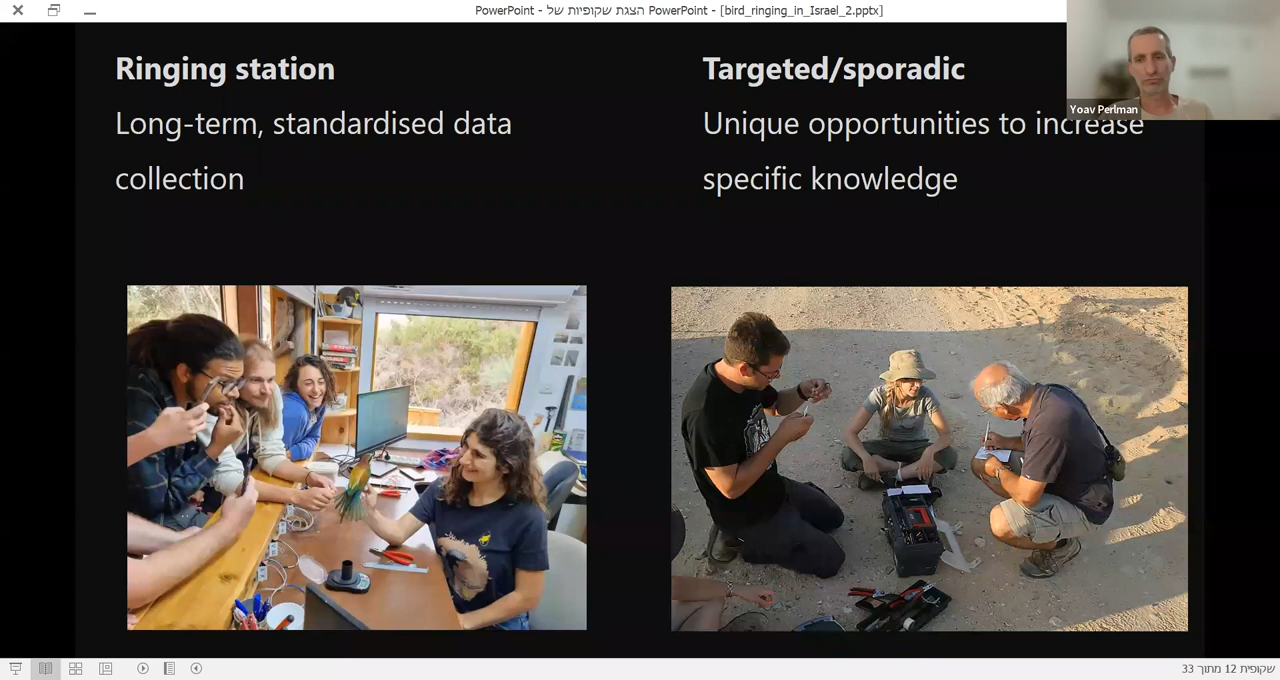 PowerPoint - הצגת שקופיות של PowerPoint - [bird_ringing_in_Israel_2.pptx]
Yoav Perlman
Ringing station
Long-term, standardised data
collection
Targeted/sporadic
Unique opportunities to increase
specific knowledge
שקופית 12 מתוך 33